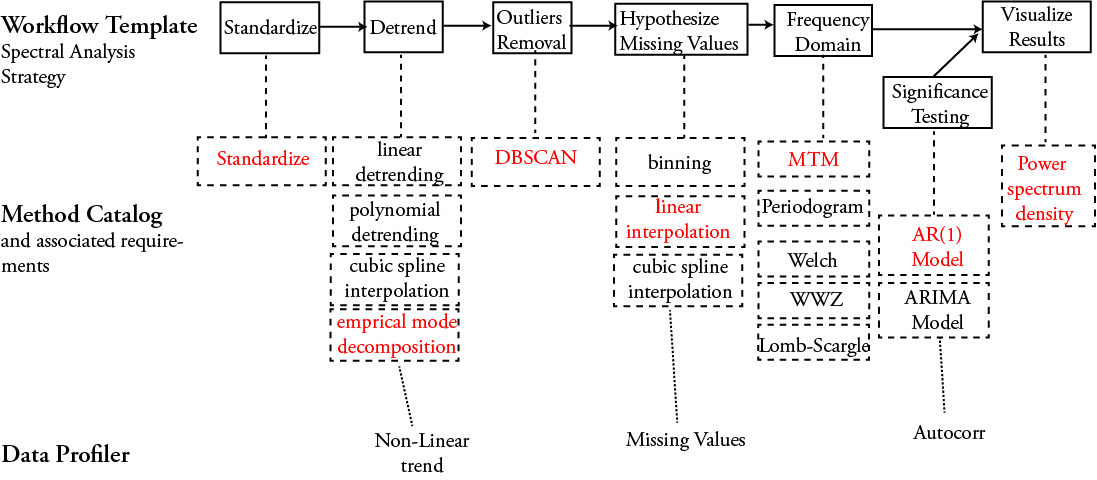 Workflow Template
Spectral Analysis
Strategy
Standardize
Detrend
Outliers
Removal
Hypothesize
Missing Values
Frequency
Domain
Visualize
Results
Significance
Testing
Method Catalog
and associated require-
ments
Standardize
linear
detrending
polynomial
detrending
cubic spline
interpolation
emprical mode
decomposition
DBSCAN
binning
linear
interpolation
cubic spline
interpolation
MTM
Periodogram
Welch
WWZ
Lomb-Scargle
AR(1)
Model
ARIMA
Model
Power
spectrum
density
Data Profiler
Non-Linear
trend
Missing Values
Autocorr